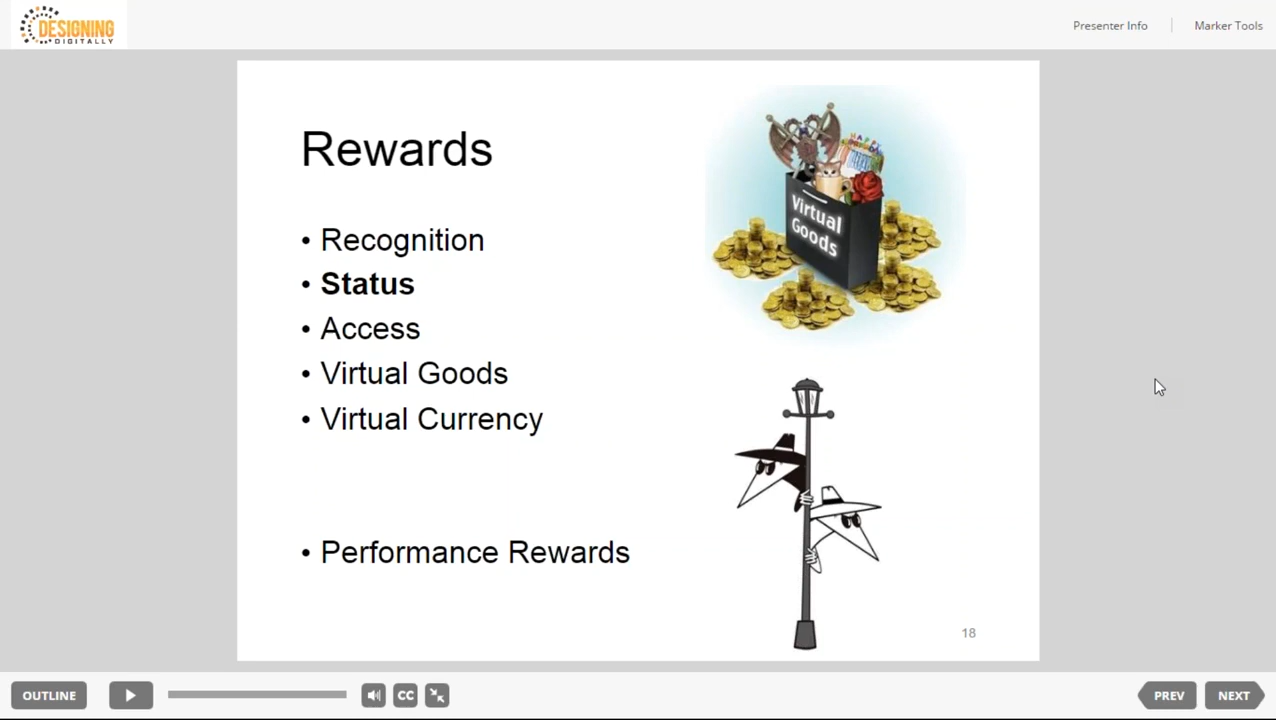 DESIGNING
DIGITALLY
Presenter Info
Marker Tools
Rewards
• Recognition
• Status
• Access
• Virtual Goods
• Virtual Currency
• Performance Rewards
HAPPY
Virtual
Goods
18
OUTLINE
CC
PREV
NEXT